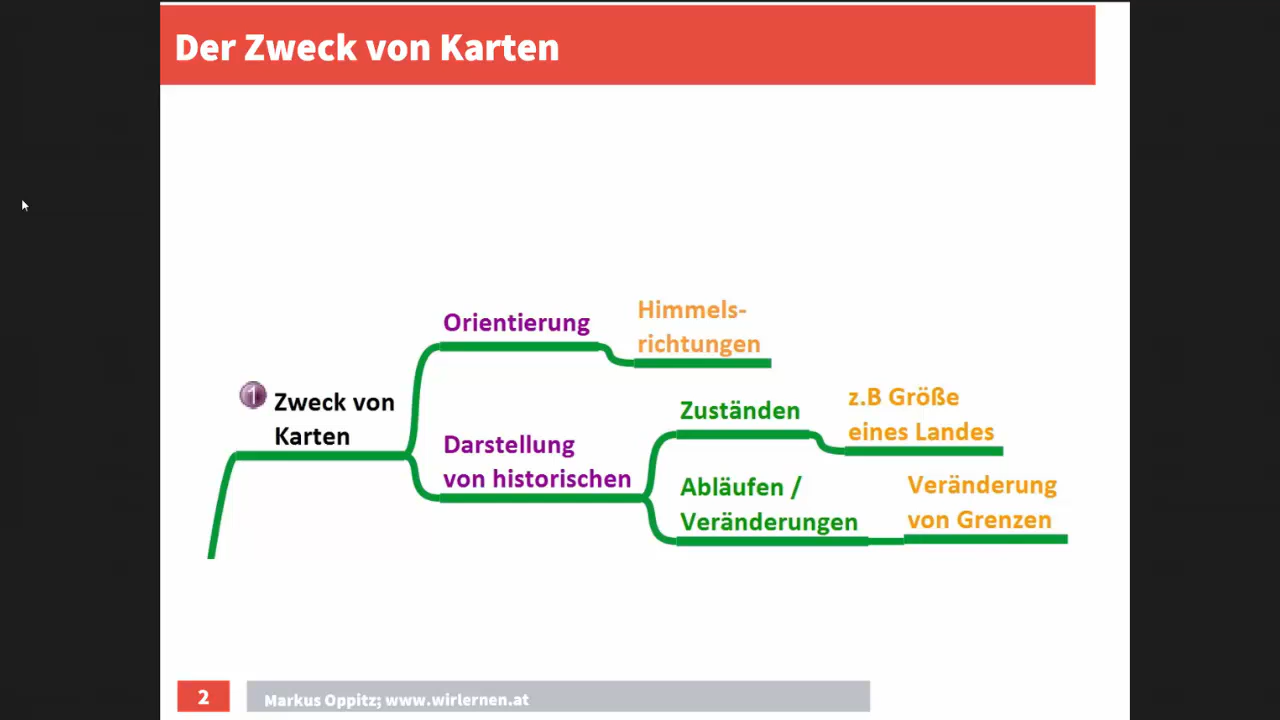 Der Zweck von Karten
Orientierung
Himmels-
richtungen
1
Zweck von
Karten
Darstellung
von historischen
Zuständen
z.B Größe
eines Landes
Abläufen /
Veränderungen
Veränderung
von Grenzen
2
Markus Oppitz; www.wirlernen.at